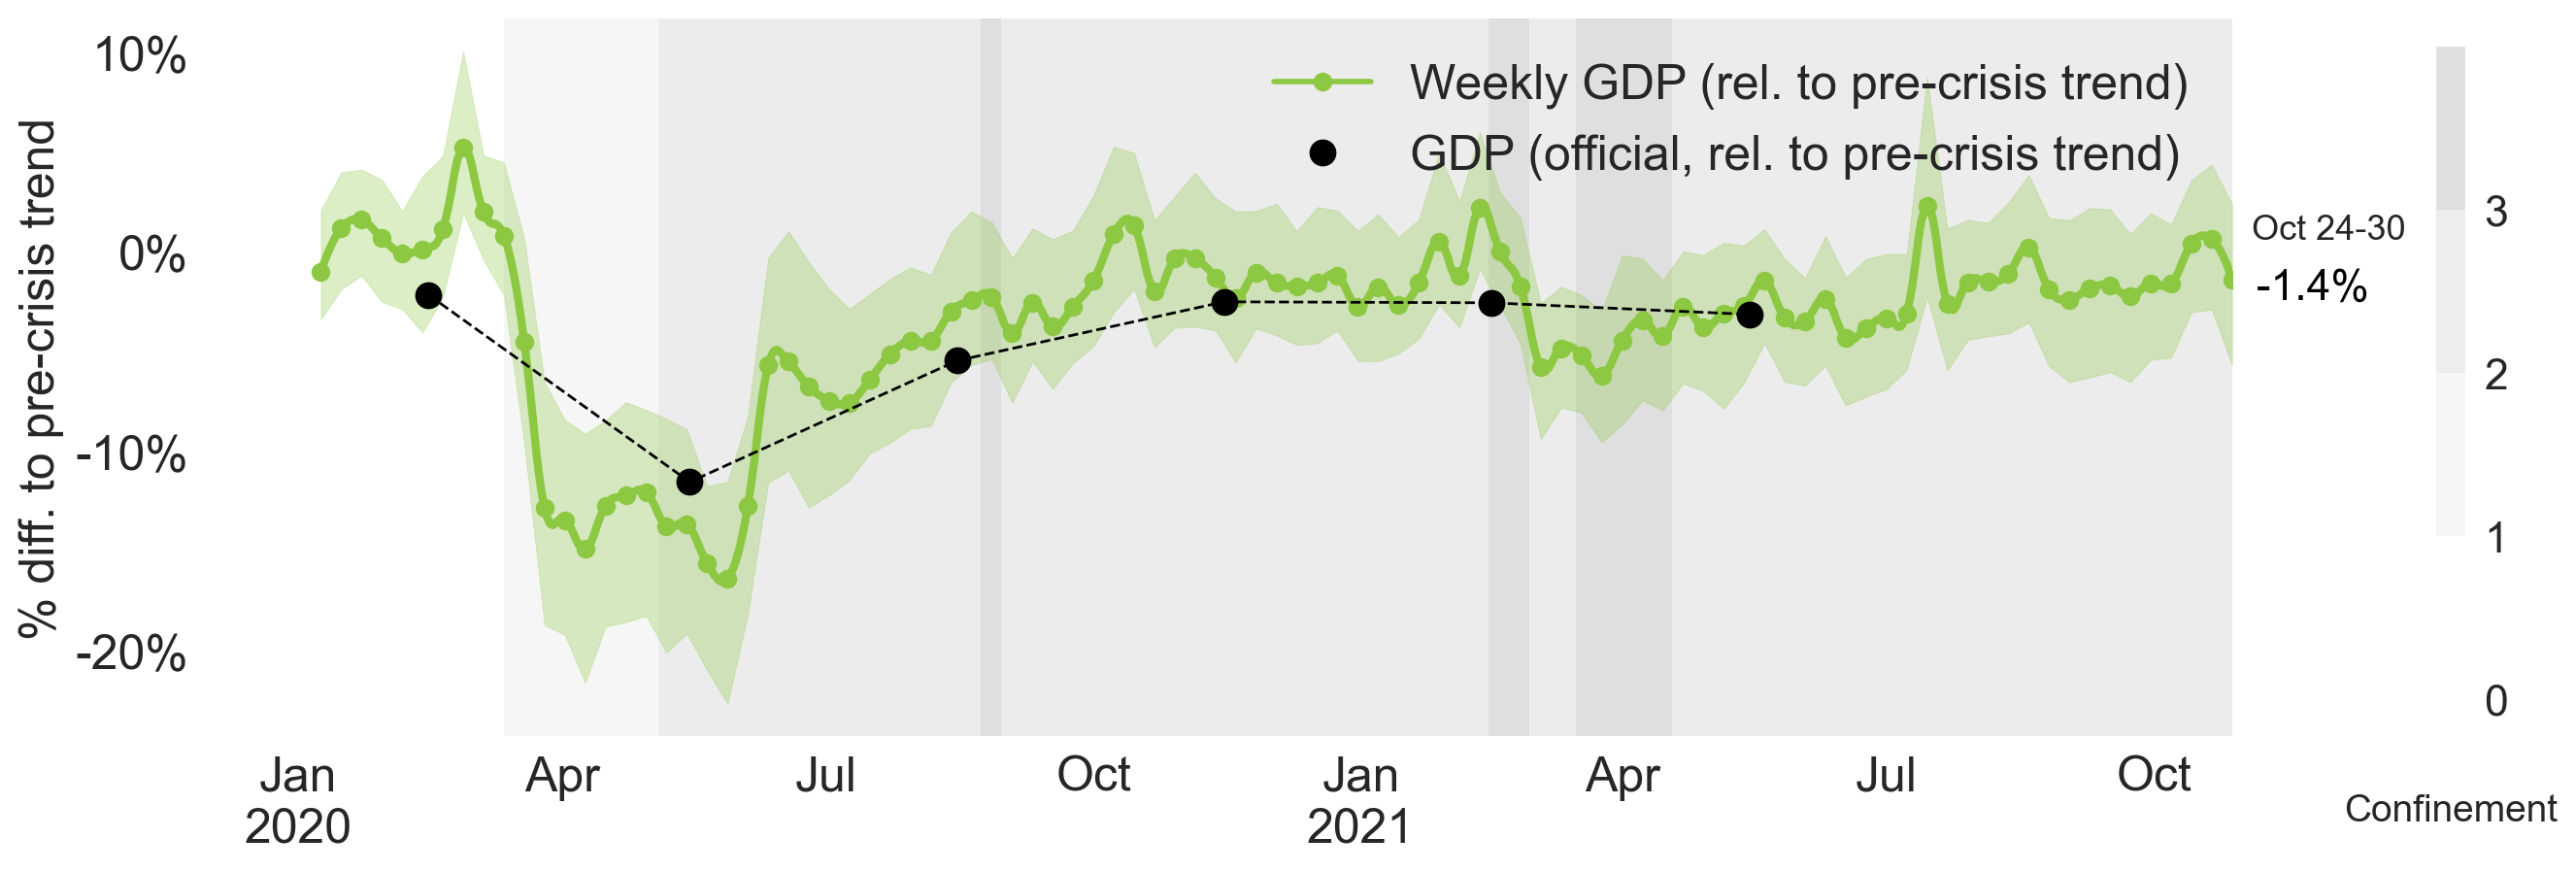 % diff. to pre-crisis trend
10%
0%
-10%
-20%
Weekly GDP (rel. to pre-crisis trend)
GDP (official, rel. to pre-crisis trend)
Oct 24-30
-1.4%
3
2
1
0
Jan Apr Jul Oct Jan Apr Jul Oct
2020 2021
Confinement